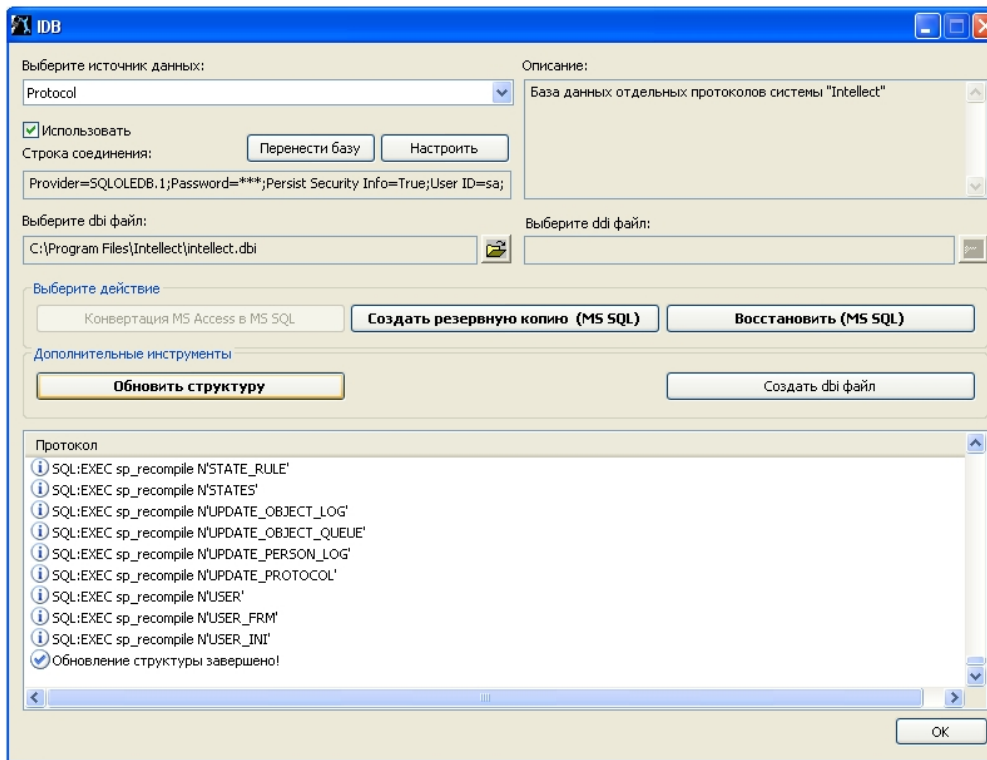 IDB
Выберите источник данных:
Protocol
Описание:
База данных отдельных протоколов системы "Intellect"
Использовать
Строка соединения:
Перенести базу
Настроить
Provider=SQLOLEDB.1;Password=***;Persist Security Info=True;User ID=sa;
Выберите dbi файл:
C:\Program Files\Intellect\intellect.dbi
Выберите ddi файл:
Выберите действие
Конвертация MS Access в MS SQL
Создать резервную копию (MS SQL)
Восстановить (MS SQL)
Дополнительные инструменты
Обновить структуру
Создать dbi файл
Протокол
SQL:EXEC sp_recompile N'STATE_RULE'
SQL:EXEC sp_recompile N'STATES'
SQL:EXEC sp_recompile N'UPDATE_OBJECT_LOG'
SQL:EXEC sp_recompile N'UPDATE_OBJECT_QUEUE'
SQL:EXEC sp_recompile N'UPDATE_PERSON_LOG'
SQL:EXEC sp_recompile N'UPDATE_PROTOCOL'
SQL:EXEC sp_recompile N'USER'
SQL:EXEC sp_recompile N'USER_FRM'
SQL:EXEC sp_recompile N'USER_INI'
Обновление структуры завершено!
OK